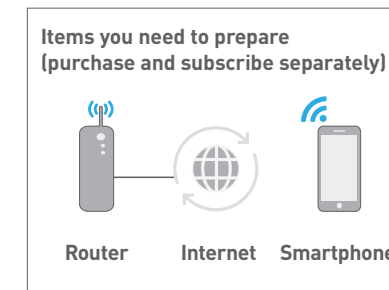 Items you need to prepare
(purchase and subscribe separately)
Router Internet Smartphone